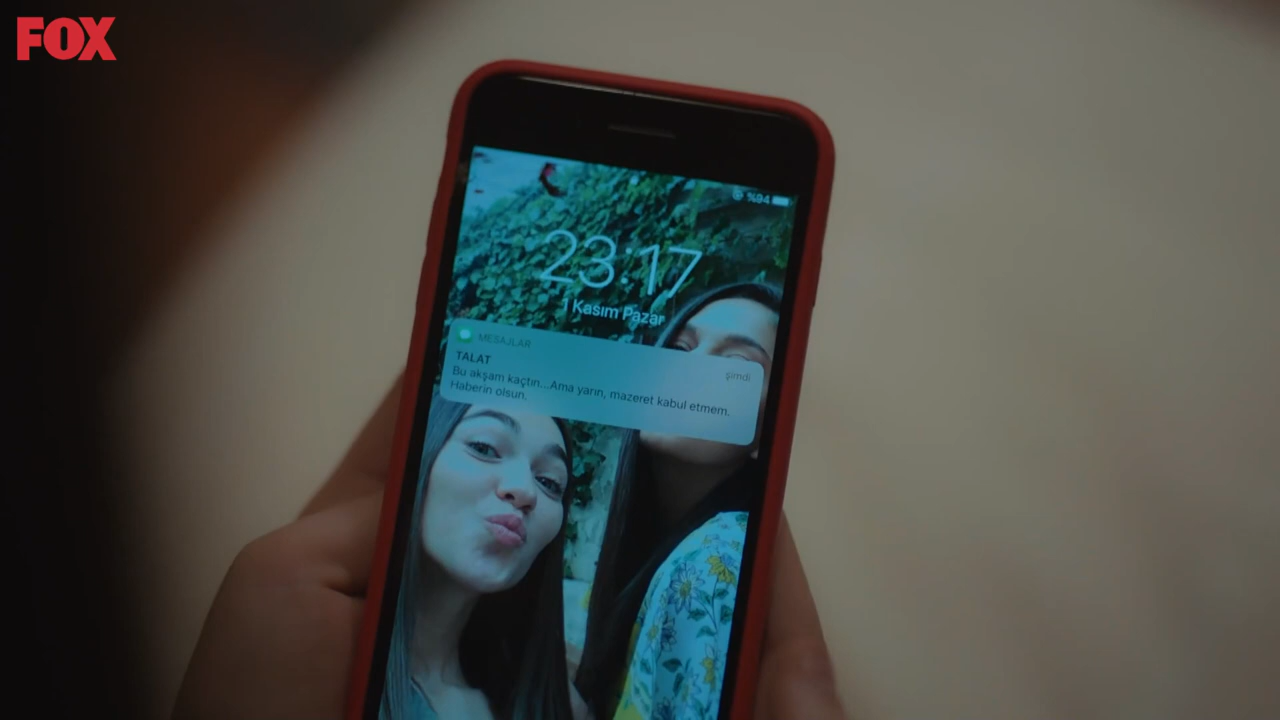 FOX
%94
23:17
1 Kasım Pazar
MESAJLAR
TALAT
şimdi
Bu akşam kaçtın...Ama yarın, mazeret kabul etmem.
Haberin olsun.